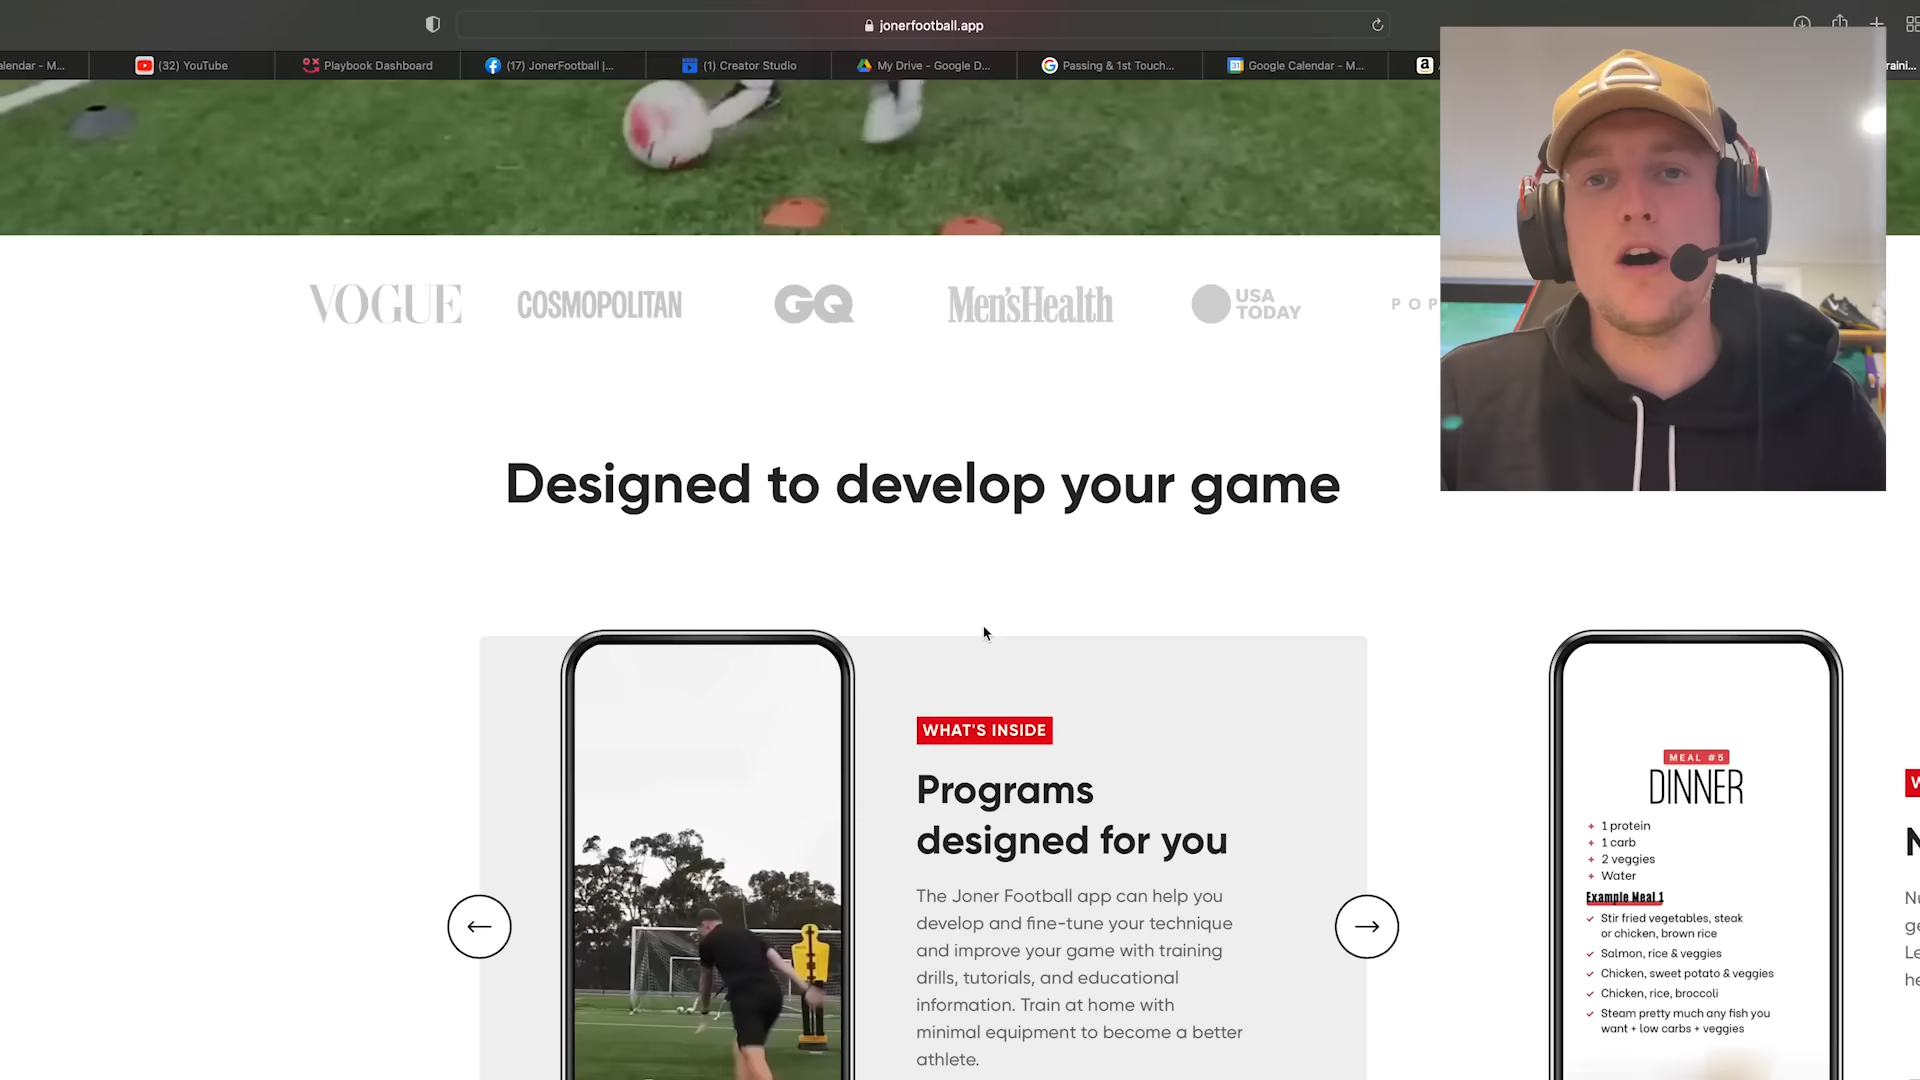 jonerfootball.app
alendar - M...
(32) YouTube
Playbook Dashboard
(17) JonerFootball |...
(1) Creator Studio
My Drive - Google D...
Passing & 1st Touch...
Google Calendar - M...
raini...
VOGUE
COSMOPOLITAN
GQ
Men'sHealth
USA
TODAY
POP
Designed to develop your game
WHAT'S INSIDE
Programs
designed for you
The Joner Football app can help you
develop and fine-tune your technique
and improve your game with training
drills, tutorials, and educational
information. Train at home with
minimal equipment to become a better
athlete.
MEAL #5
DINNER
+ 1 protein
+ 1 carb
+ 2 veggies
+ Water
Example Meal 1
Stir fried vegetables, steak
or chicken, brown rice
Salmon, rice & veggies
Chicken, sweet potato & veggies
Chicken, rice, broccoli
Steam pretty much any fish you
want + low carbs + veggies